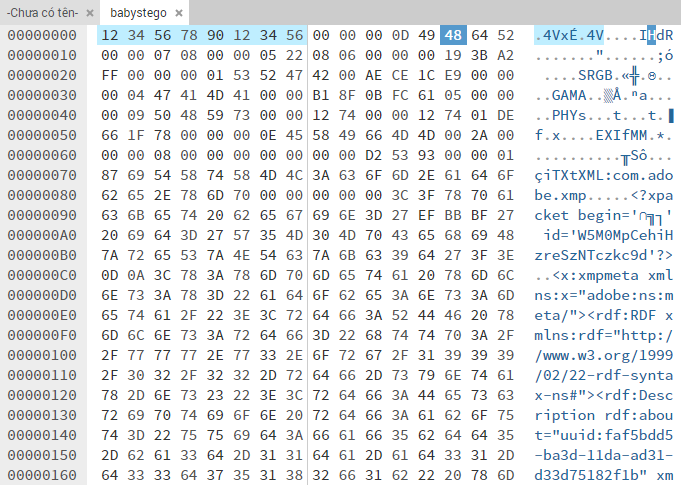 -Chưa có tên- × babystego ×
00000000 12 34 56 78 90 12 34 56 00 00 00 0D 49 48 64 52 .4VxÉ.4V....IHdR
00000010 00 00 07 08 00 00 05 22 08 06 00 00 00 19 3B A2 .......".....​.;ó
00000020 FF 00 00 00 01 53 52 47 42 00 AE CE 1C E9 00 00 .....SRGB.«╬.Θ..
00000030 00 04 47 41 4D 41 00 00 B1 8F 0B FC 61 05 00 00 ..GAMA..▒Å.ⁿa...
00000040 00 09 50 48 59 73 00 00 12 74 00 00 12 74 01 DE ..PHYs...t...t.▐
00000050 66 1F 78 00 00 00 0E 45 58 49 66 4D 4D 00 2A 00 f.x....EXIfMM.*.
00000060 00 00 08 00 00 00 00 00 00 00 D2 53 93 00 00 01 ..........╥Sô...
00000070 87 69 54 58 74 58 4D 4C 3A 63 6F 6D 2E 61 64 6F çiTXtXML:com.ado
00000080 62 65 2E 78 6D 70 00 00 00 00 00 3C 3F 78 70 61 be.xmp.....<?xpa
00000090 63 6B 65 74 20 62 65 67 69 6E 3D 27 EF BB BF 27 cket begin='∩╗┐'
000000A0 20 69 64 3D 27 57 35 4D 30 4D 70 43 65 68 69 48 id='W5M0MpCehiH
000000B0 7A 72 65 53 7A 4E 54 63 7A 6B 63 39 64 27 3F 3E zreSzNTczkc9d'?>
000000C0 0D 0A 3C 78 3A 78 6D 70 6D 65 74 61 20 78 6D 6C ..<x:xmpmeta xml
000000D0 6E 73 3A 78 3D 22 61 64 6F 62 65 3A 6E 73 3A 6D ns:x="adobe:ns:m
000000E0 65 74 61 2F 22 3E 3C 72 64 66 3A 52 44 46 20 78 eta/"><rdf:RDF x
000000F0 6D 6C 6E 73 3A 72 64 66 3D 22 68 74 74 70 3A 2F mlns:rdf="http:/
00000100 2F 77 77 77 2E 77 33 2E 6F 72 67 2F 31 39 39 39 /www.w3.org/1999
00000110 2F 30 32 2F 32 32 2D 72 64 66 2D 73 79 6E 74 61 /02/22-rdf-synta
00000120 78 2D 6E 73 23 22 3E 3C 72 64 66 3A 44 65 73 63 x-ns#"><rdf:Desc
00000130 72 69 70 74 69 6F 6E 20 72 64 66 3A 61 62 6F 75 ription rdf:abou
00000140 74 3D 22 75 75 69 64 3A 66 61 66 35 62 64 64 35 t="uuid:faf5bdd5
00000150 2D 62 61 33 64 2D 31 31 64 61 2D 61 64 33 31 2D -ba3d-11da-ad31-
00000160 64 33 33 64 37 35 31 38 32 66 31 62 22 20 78 6D d33d75182f1b" xm